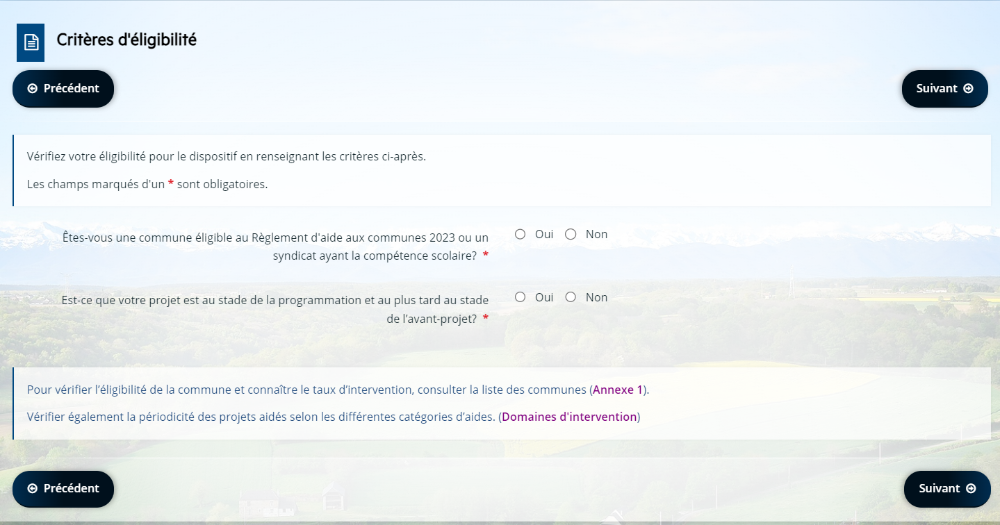 Critères d'éligibilité
Précédent
Suivant
Vérifiez votre éligibilité pour le dispositif en renseignant les critères ci-après.
Les champs marqués d'un * sont obligatoires.
Êtes-vous une commune éligible au Règlement d'aide aux communes 2023 ou un
syndicat ayant la compétence scolaire? *
Oui Non
Est-ce que votre projet est au stade de la programmation et au plus tard au stade
de l’avant-projet? *
Oui Non
Pour vérifier l’éligibilité de la commune et connaître le taux d’intervention, consulter la liste des communes (Annexe 1).
Vérifier également la périodicité des projets aidés selon les différentes catégories d’aides. (Domaines d'intervention)
Précédent
Suivant